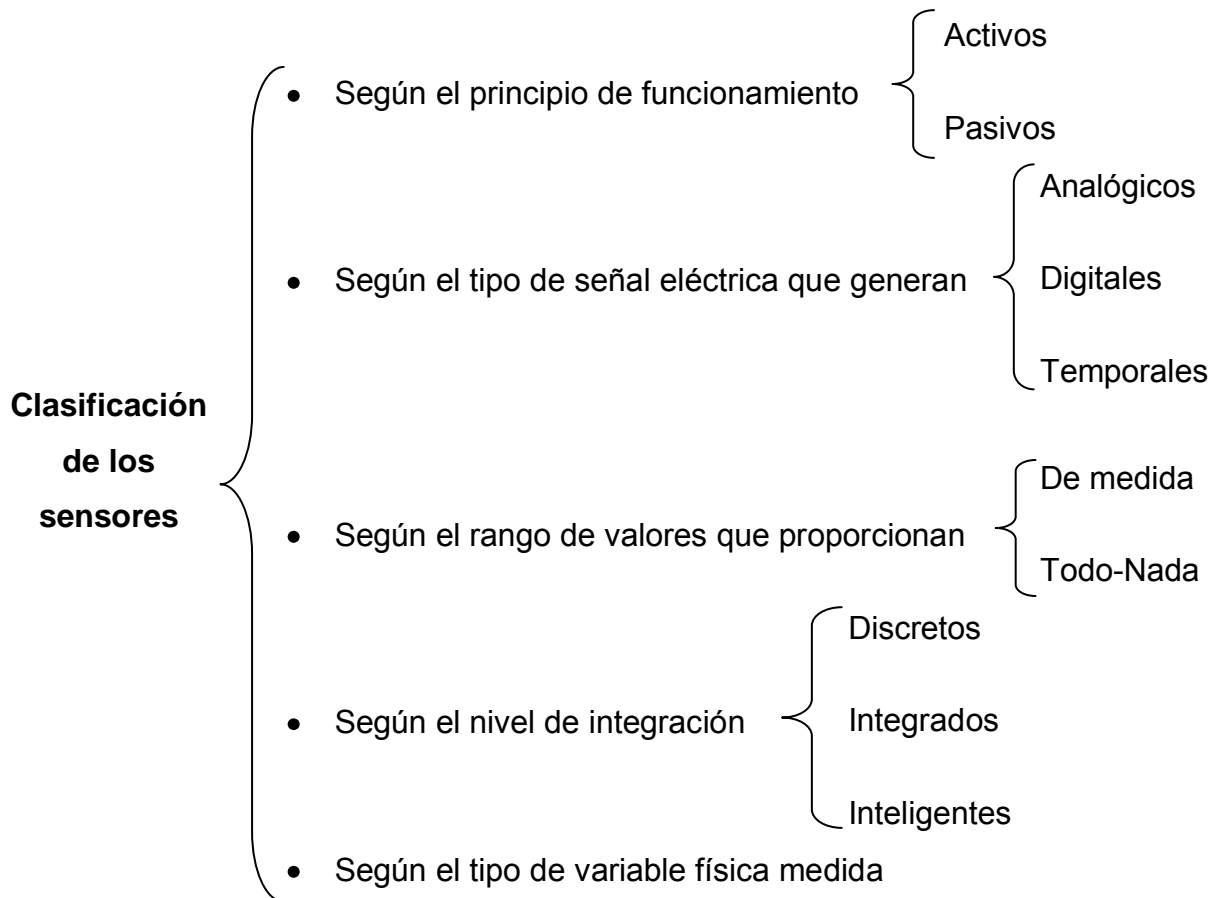 Clasificación
de los
sensores
• Según el principio de funcionamiento
Activos
Pasivos
• Según el tipo de señal eléctrica que generan
Analógicos
Digitales
Temporales
• Según el rango de valores que proporcionan
De medida
Todo-Nada
• Según el nivel de integración
Discretos
Integrados
Inteligentes
• Según el tipo de variable física medida